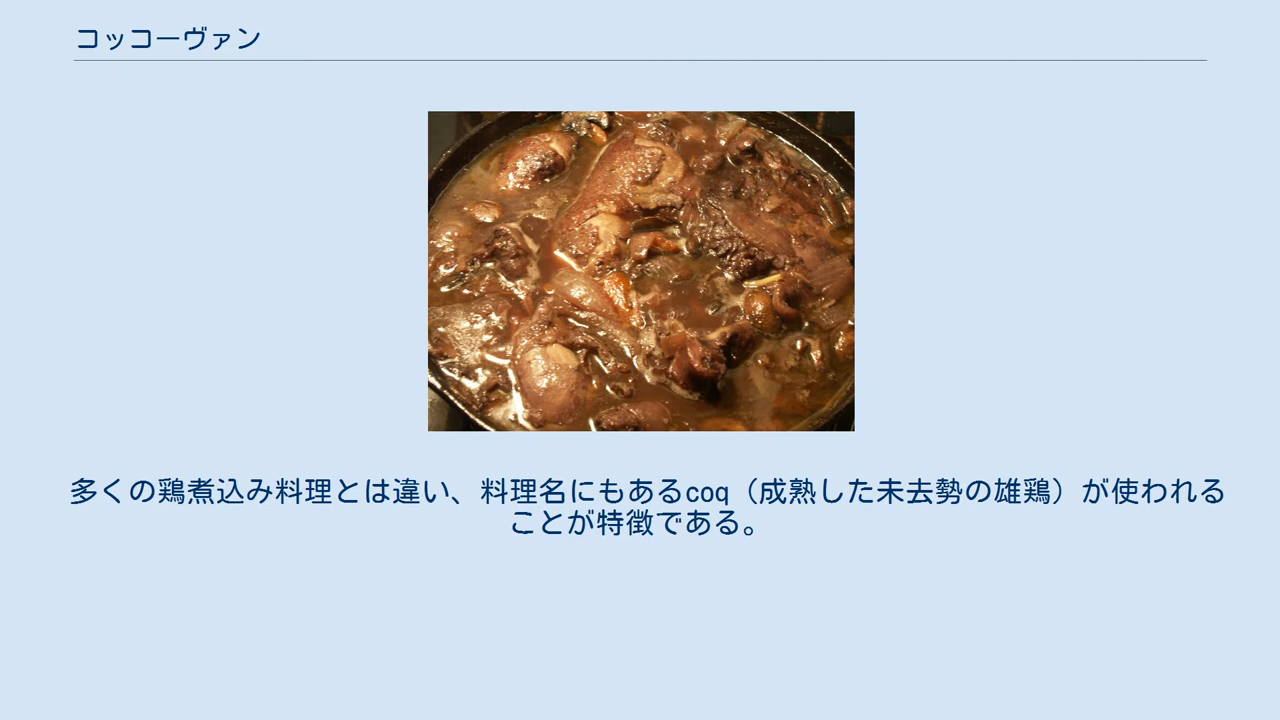 コッコーヴァン
多くの鶏煮込み料理とは違い、料理名にもあるcoq（成熟した未去勢の雄鶏）が使われる
ことが特徴である。